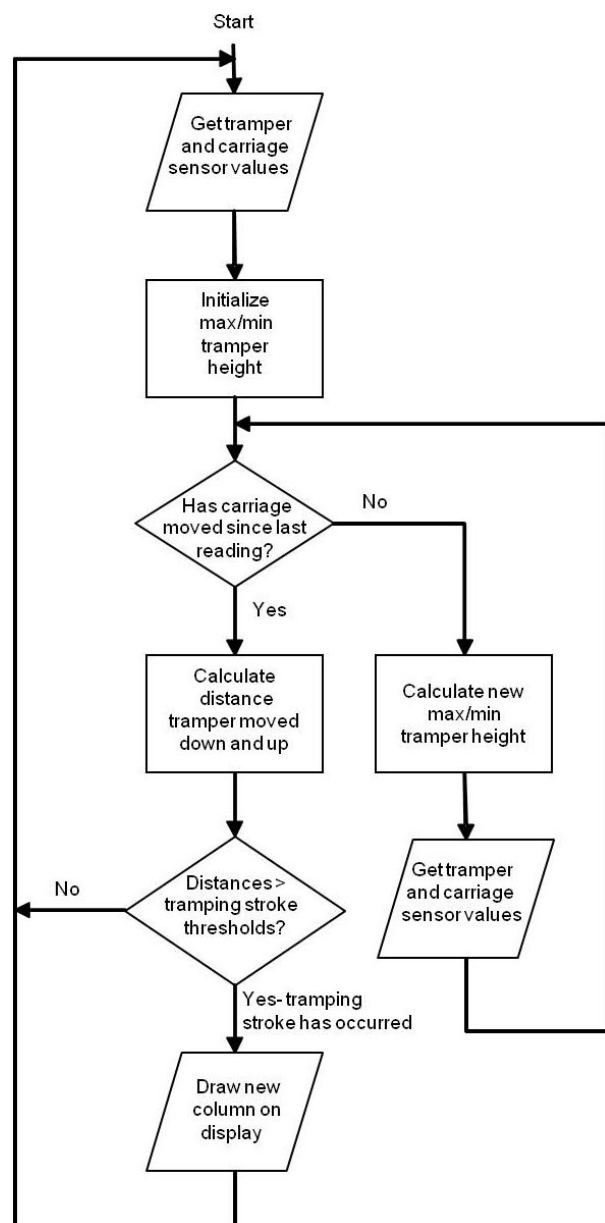 Start
Get tramper
and carriage
sensor values
Initialize
max/min
tramper
height
Has carriage
moved since last
reading?
No
Yes
Calculate
distance
tramper moved
down and up
Calculate new
max/min
tramper height
No
Distances >
tramping stroke
thresholds?
Get tramper
and carriage
sensor values
Yes- tramping
stroke has occurred
Draw new
column on
display